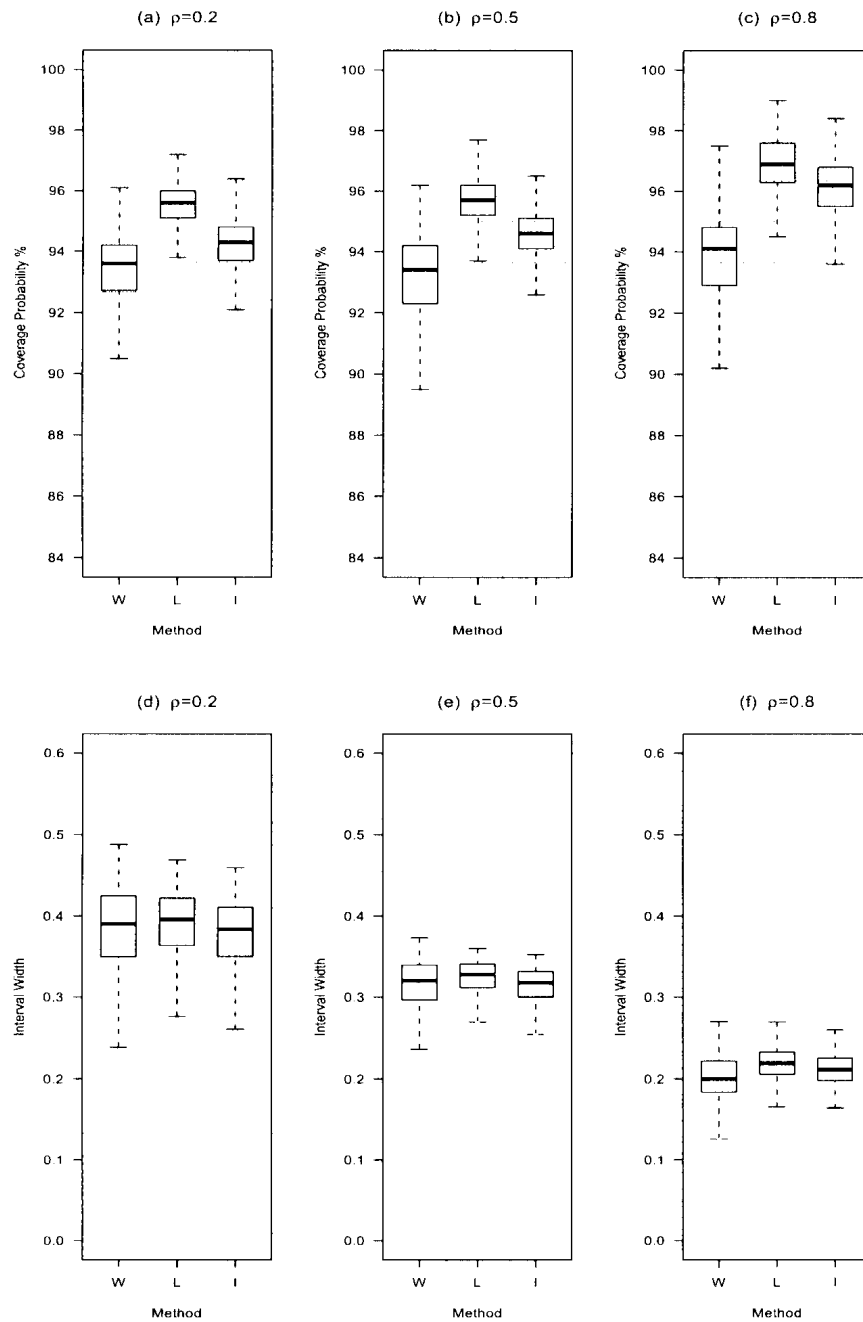 (a) ρ=0.2
(b) ρ=0.5
(c) ρ=0.8
Coverage Probability %
100
98
96
94
92
90
88
86
84
W L I
Method
Coverage Probability %
100
98
96
94
92
90
88
86
84
W L I
Method
Coverage Probability %
100
98
96
94
92
90
88
86
84
W L I
Method
(d) ρ=0.2
(e) ρ=0.5
(f) ρ=0.8
Interval Width
0.6
0.5
0.4
0.3
0.2
0.1
0.0
W L I
Method
Interval Width
0.6
0.5
0.4
0.3
0.2
0.1
0.0
W L I
Method
Interval Width
0.6
0.5
0.4
0.3
0.2
0.1
0.0
W L I
Method